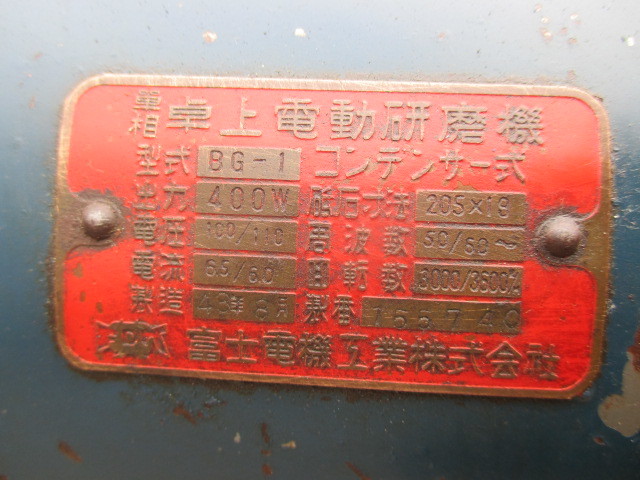 單相 卓上電動研磨機
型式 BG-1 コンデンサー式
出力 400W 砥石寸法 205×19
電圧 100/110 周波数 50/60~
電流 6.5/6.0 回転数 3000/3600
製造 43年8月 製番 155740
富士電機工業株式会社